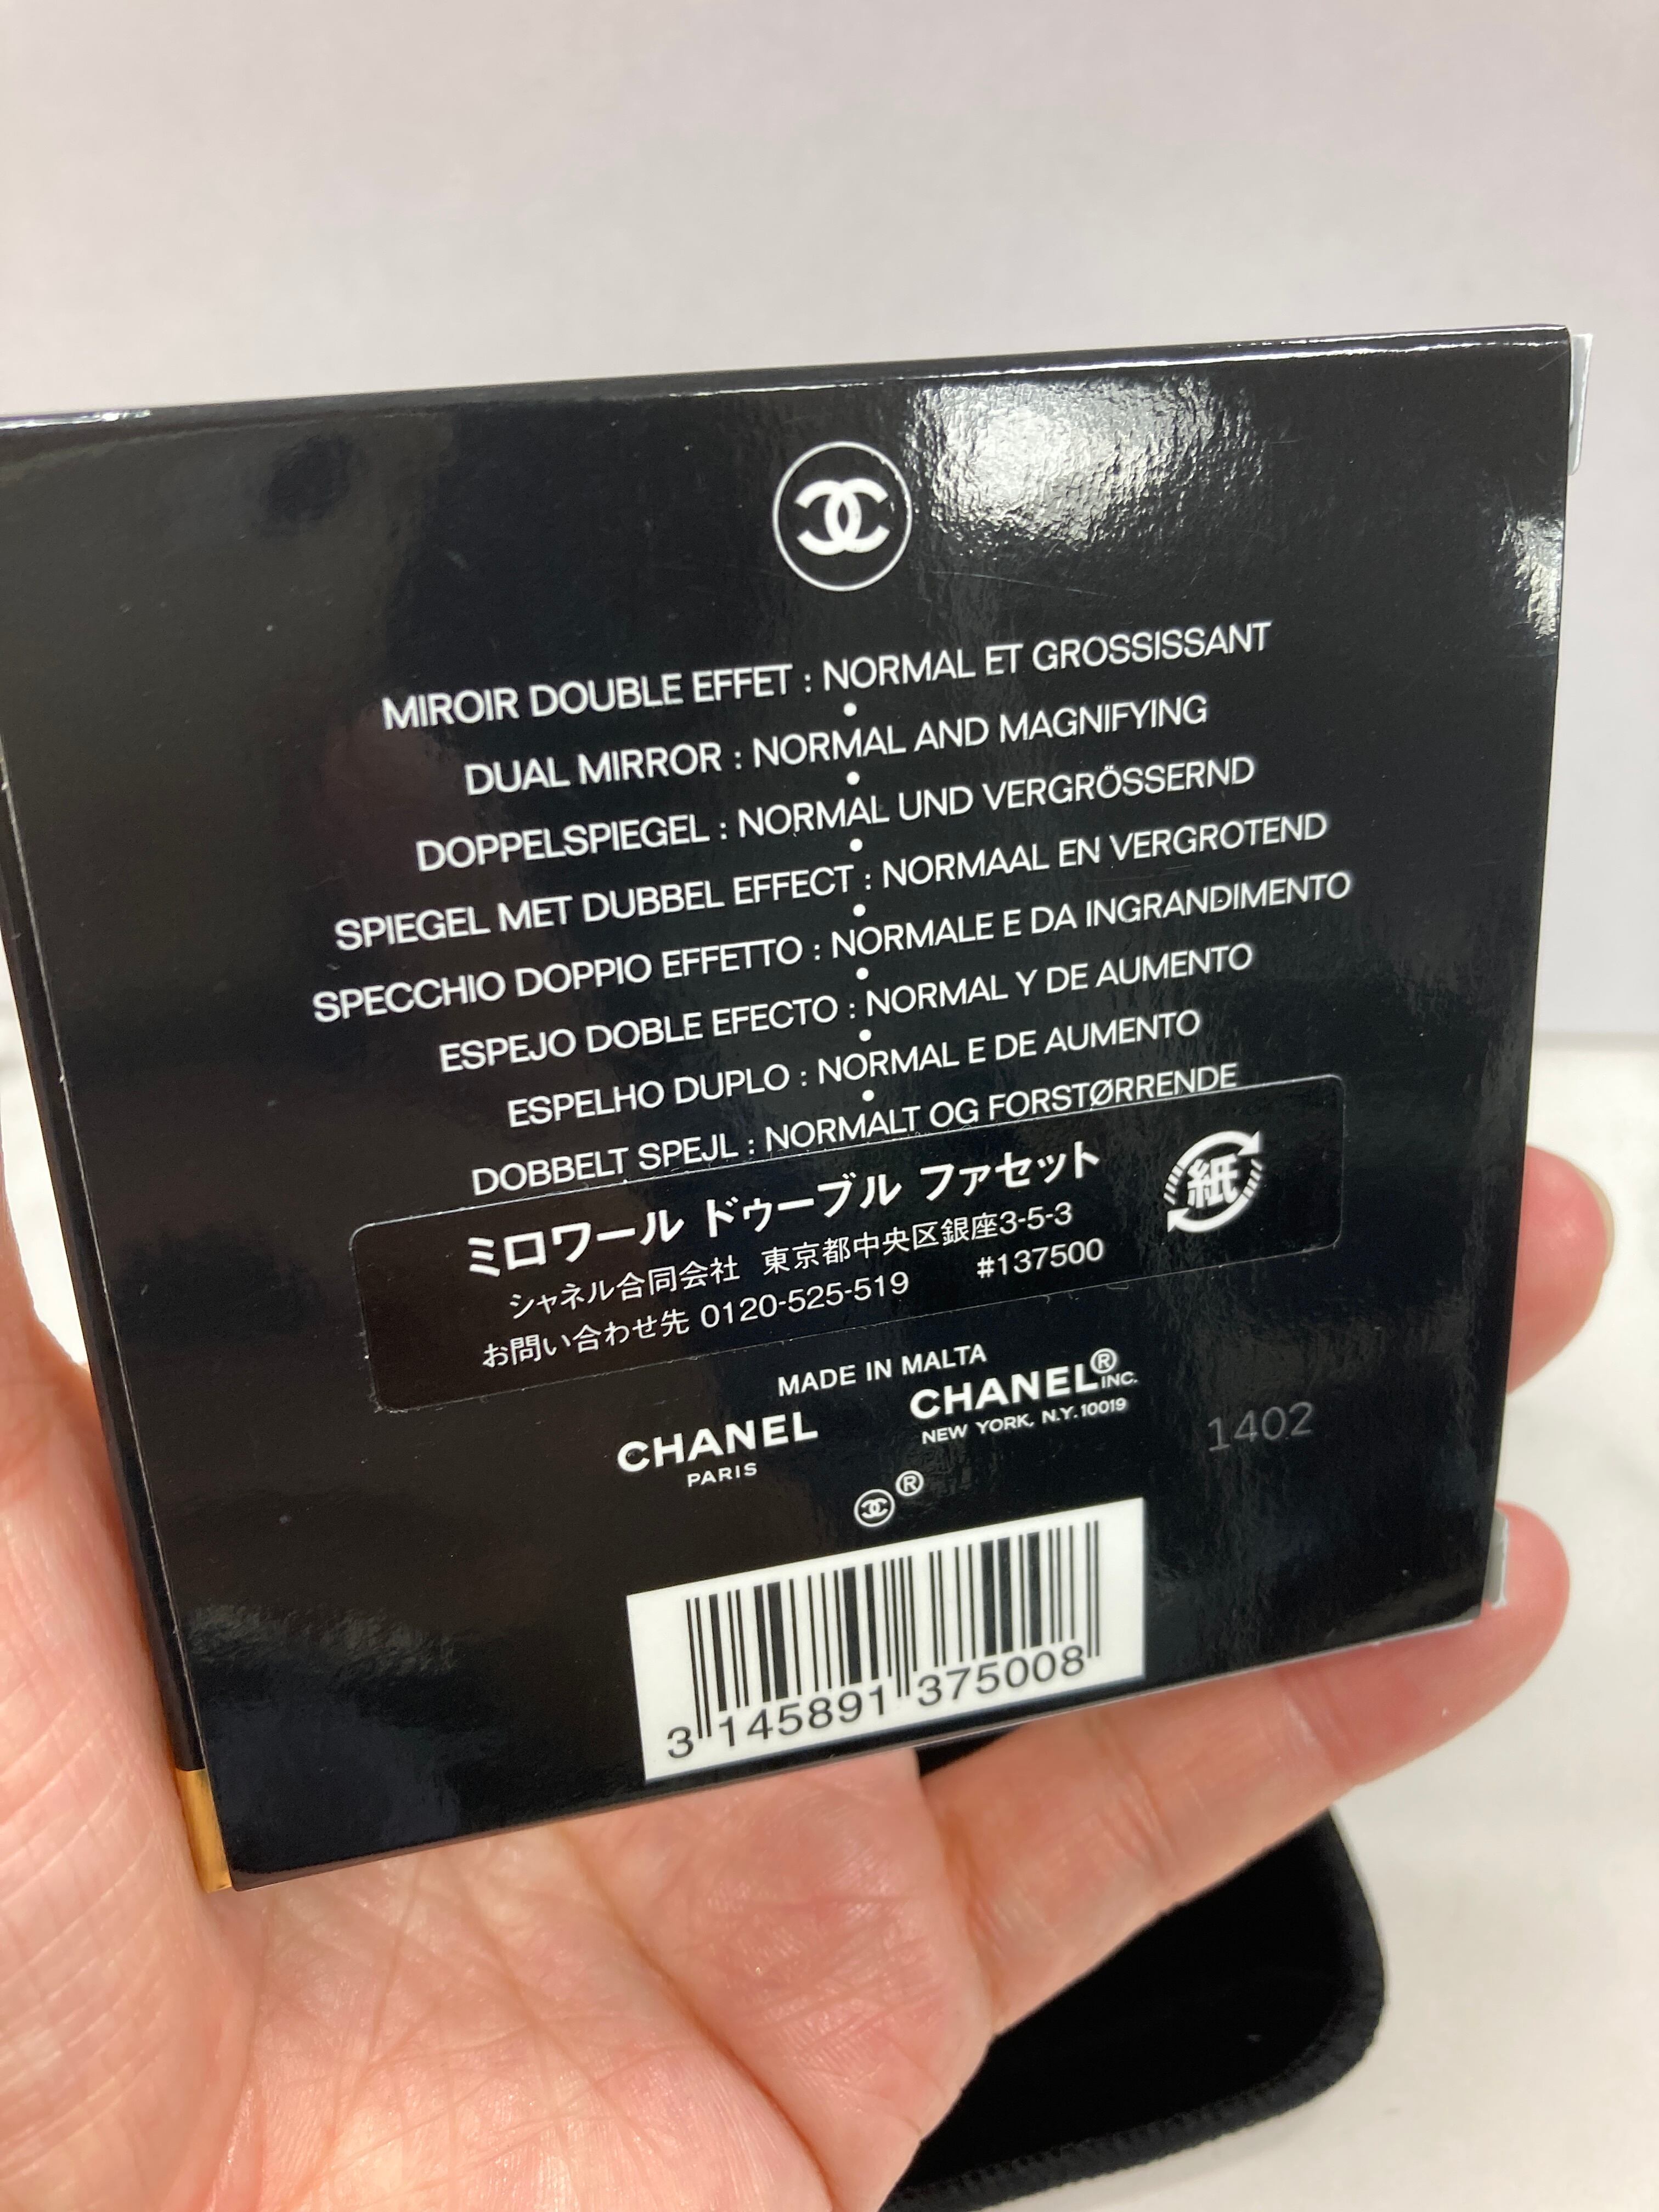 MIROIR DOUBLE EFFET : NORMAL ET GROSSISSANT
•
DUAL MIRROR : NORMAL AND MAGNIFYING
•
DOPPELSPIEGEL : NORMAL UND VERGRÖSSERND
•
SPIEGEL MET DUBBEL EFFECT : NORMAAL EN VERGROTEND
•
SPECCHIO DOPPIO EFFETTO : NORMALE E DA INGRANDIMENTO
•
ESPEJO DOBLE EFECTO : NORMAL Y DE AUMENTO
•
ESPELHO DUPLO : NORMAL E DE AUMENTO
•
DOBBELT SPEJL : NORMALT OG FORSTØRRENDE
ミロワール ドゥーブル ファセット
紙
シャネル合同会社 東京都中央区銀座3-5-3
お問い合わせ先 0120-525-519 #137500
MADE IN MALTA
CHANEL
PARIS
CHANEL® INC.
NEW YORK, N.Y. 10019
®
1402
3 145891 375008